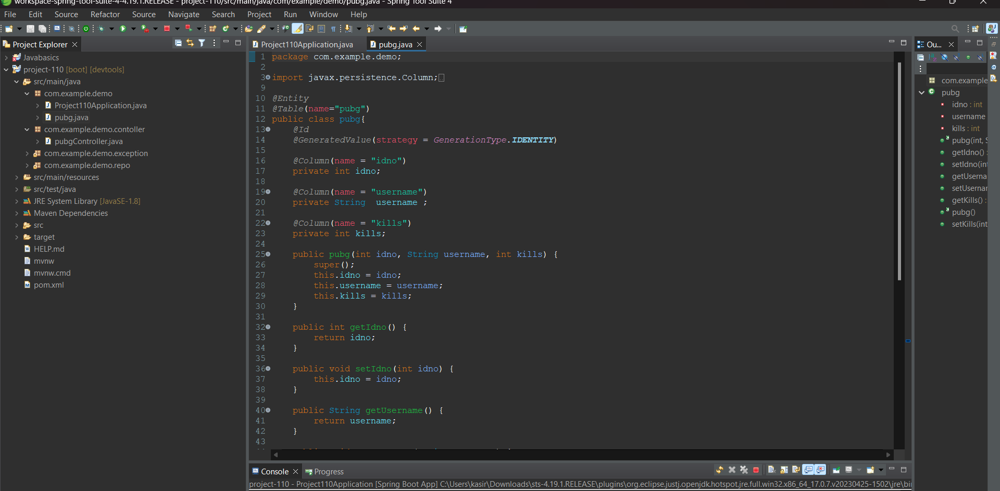 workspace-spring-tool-suite-4-4.19.1.RELEASE - project-110/src/main/java/com/example/demo/pubg.java - Spring Tool Suite 4
File Edit Source Refactor Source Navigate Search Project Run Window Help
Project Explorer
Javabasics
project-110 [boot] [devtools]
src/main/java
com.example.demo
Project110Application.java
pubg.java
com.example.demo.contoller
pubgController.java
com.example.demo.exception
com.example.demo.repo
src/main/resources
src/test/java
JRE System Library [JavaSE-1.8]
Maven Dependencies
src
target
HELP.md
mvnw
mvnw.cmd
pom.xml
Project110Application.java pubg.java
1 package com.example.demo;
2
3 import javax.persistence.Column;
9
10 @Entity
11 @Table(name="pubg")
12 public class pubg{
13 @Id
14 @GeneratedValue(strategy = GenerationType.IDENTITY)
15
16 @Column(name = "idno")
17 private int idno;
18
19 @Column(name = "username")
20 private String  username ;
21
22 @Column(name = "kills")
23 private int kills;
24
25 public pubg(int idno, String username, int kills) {
26 super();
27 this.idno = idno;
28 this.username = username;
29 this.kills = kills;
30 }
31
32 public int getIdno() {
33 return idno;
34 }
35
36 public void setIdno(int idno) {
37 this.idno = idno;
38 }
39
40 public String getUsername() {
41 return username;
42 }
43
Ou...
com.example
pubg
idno : int
username
kills : int
pubg(int, S
getIdno() :
setIdno(int
getUserna
setUsernar
getKills() :
pubg()
setKills(int
Console Progress
project-110 - Project110Application [Spring Boot App] C:\Users\kasir\Downloads\sts-4.19.1.RELEASE\plugins\org.eclipse.justj.openjdk.hotspot.jre.full.win32.x86_64_17.0.7.v20230425-1502\jre\bi